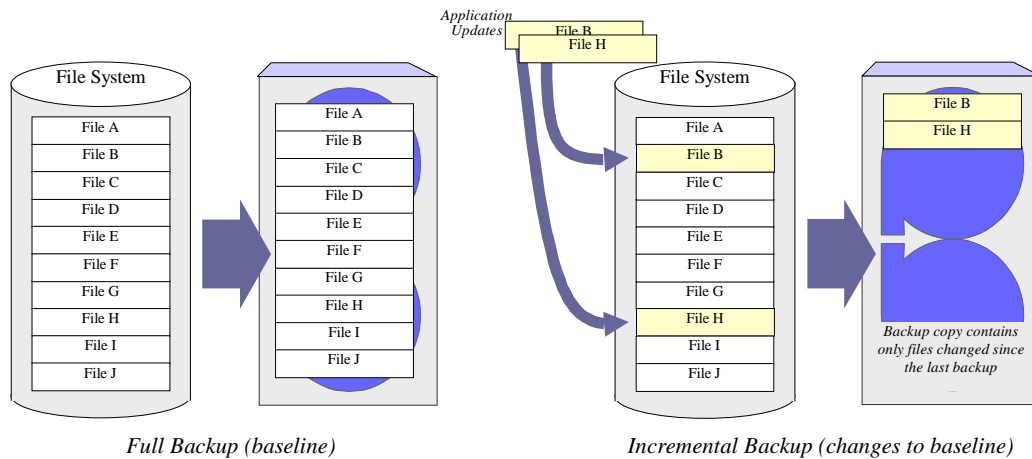 Application
Updates
File B
File H
File System
File A
File B
File C
File D
File E
File F
File G
File H
File I
File J
File A
File B
File C
File D
File E
File F
File G
File H
File I
File J
Full Backup (baseline)
File System
File A
File B
File C
File D
File E
File F
File G
File H
File I
File J
File B
File H
Backup copy contains
only files changed since
the last backup
Incremental Backup (changes to baseline)